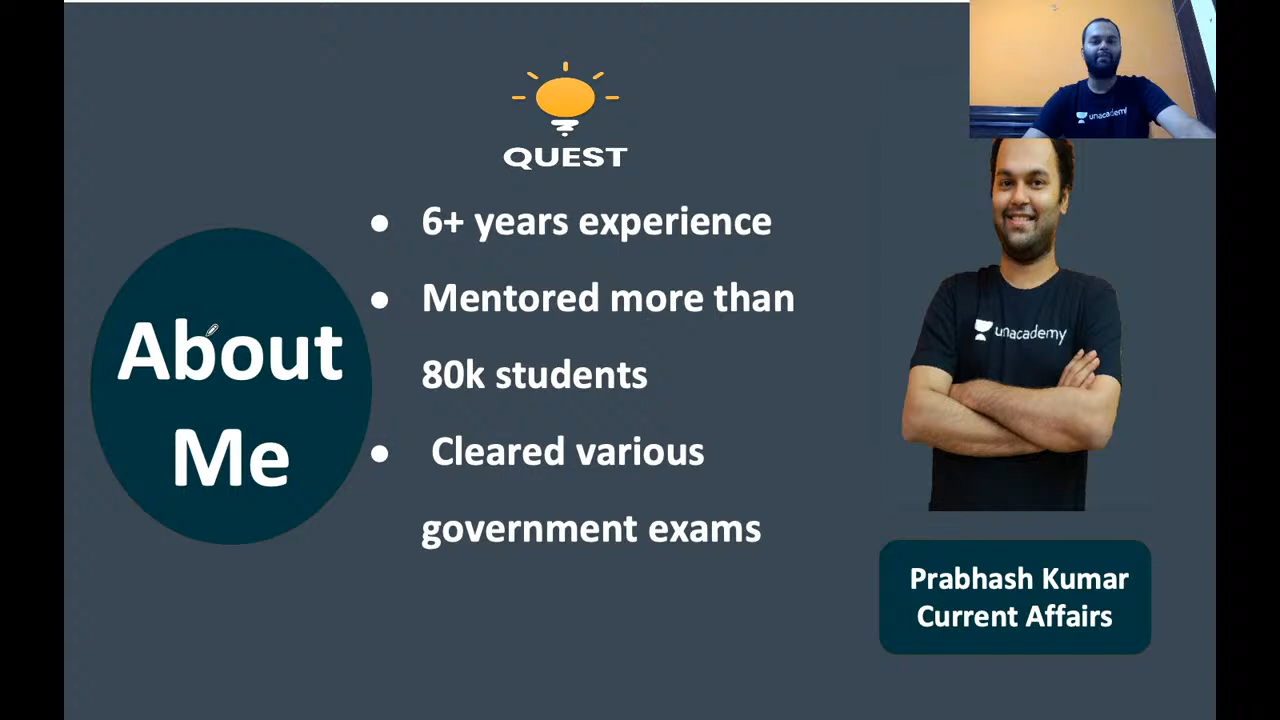 unacademy
QUEST
6+ years experience
Mentored more than
80k students
Cleared various
government exams
About
Me
unacademy
Prabhash Kumar
Current Affairs